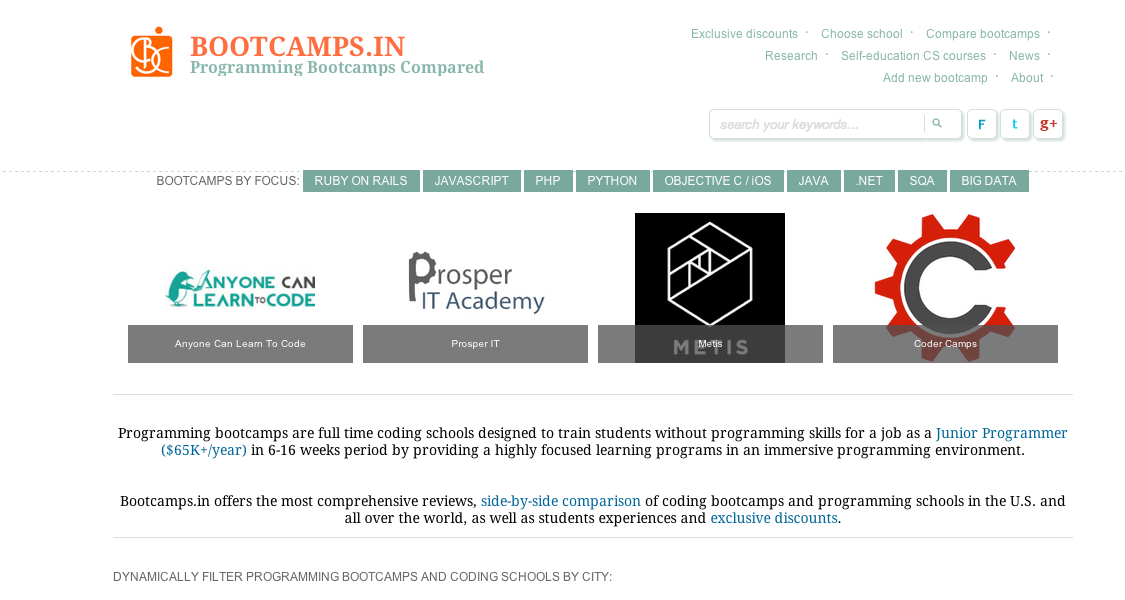 BOOTCAMPS.IN
Programming Bootcamps Compared
Exclusive discounts · Choose school · Compare bootcamps ·
Research · Self-education CS courses · News ·
Add new bootcamp · About ·
search your keywords...
F t g+
BOOTCAMPS BY FOCUS: RUBY ON RAILS JAVASCRIPT PHP PYTHON OBJECTIVE C / iOS JAVA .NET SQA BIG DATA
ANYONE CAN
LEARN TO CODE
Prosper
IT Academy
METIS
Anyone Can Learn To Code
Prosper IT
Metis
Coder Camps
Programming bootcamps are full time coding schools designed to train students without programming skills for a job as a Junior Programmer
($65K+/year) in 6-16 weeks period by providing a highly focused learning programs in an immersive programming environment.
Bootcamps.in offers the most comprehensive reviews, side-by-side comparison of coding bootcamps and programming schools in the U.S. and
all over the world, as well as students experiences and exclusive discounts.
DYNAMICALLY FILTER PROGRAMMING BOOTCAMPS AND CODING SCHOOLS BY CITY: